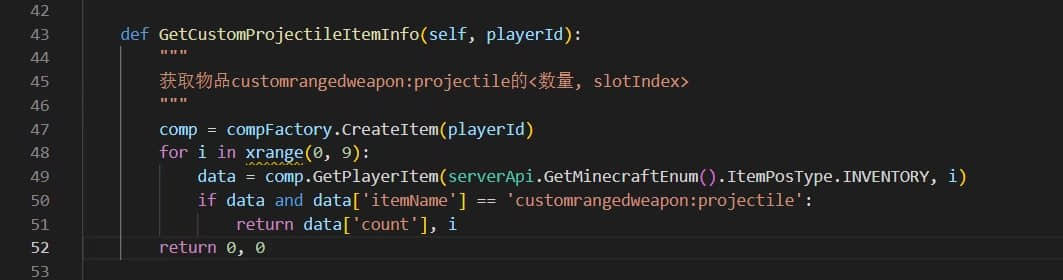 42
43 def GetCustomProjectileItemInfo(self, playerId):
44 """
45 获取物品customrangedweapon:projectile的<数量, slotIndex>
46 """
47 comp = compFactory.CreateItem(playerId)
48 for i in xrange(0, 9):
49 data = comp.GetPlayerItem(serverApi.GetMinecraftEnum().ItemPosType.INVENTORY, i)
50 if data and data['itemName'] == 'customrangedweapon:projectile':
51 return data['count'], i
52 return 0, 0
53